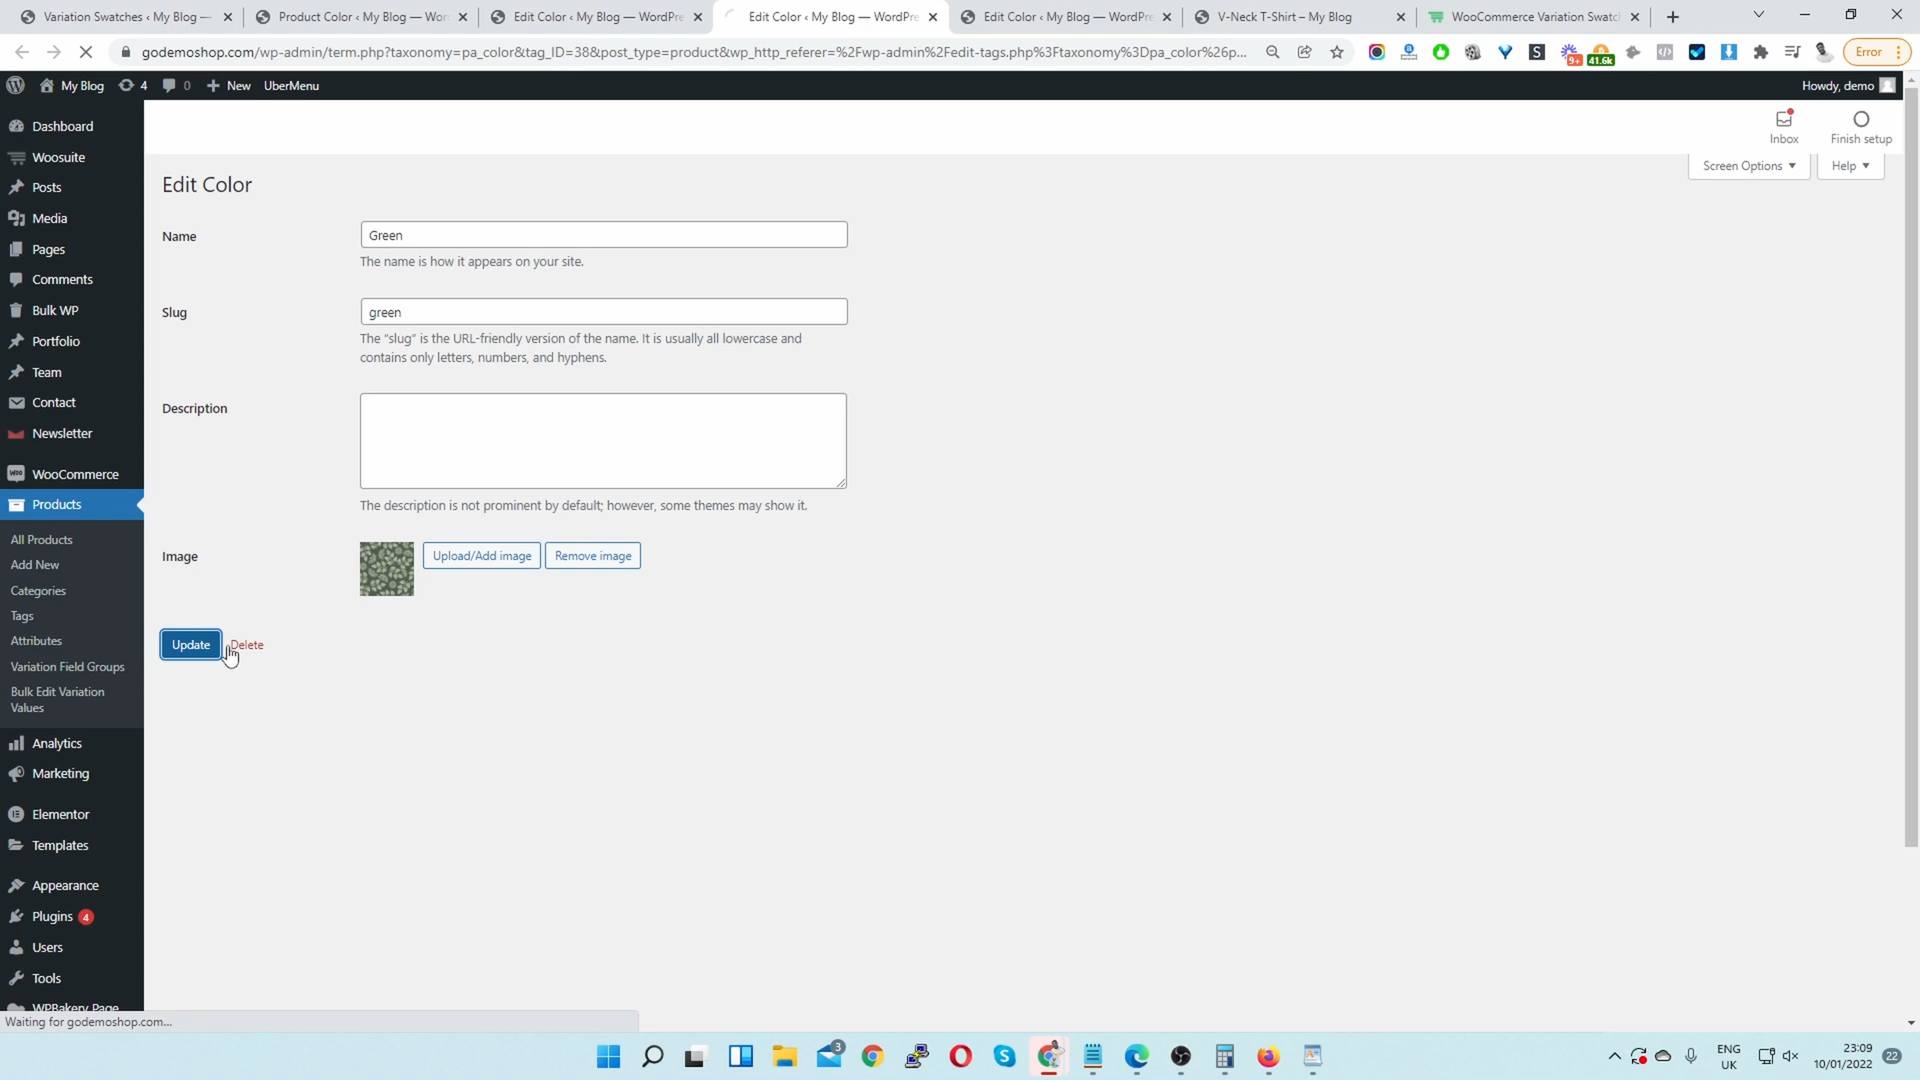 Variation Swatches ‹ My Blog —
Product Color ‹ My Blog — Wor
Edit Color ‹ My Blog — WordPre
Edit Color ‹ My Blog — WordPre
Edit Color ‹ My Blog — WordPre
V-Neck T-Shirt – My Blog
WooCommerce Variation Swatc
godemoshop.com/wp-admin/term.php?taxonomy=pa_color&tag_ID=38&post_type=product&wp_http_referer=%2Fwp-admin%2Fedit-tags.php%3Ftaxonomy%3Dpa_color%26p...
9+
41.6k
Error
My Blog
4
0
New
UberMenu
Howdy, demo
Dashboard
Woosuite
Posts
Media
Pages
Comments
Bulk WP
Portfolio
Team
Contact
Newsletter
WooCommerce
Products
All Products
Add New
Categories
Tags
Attributes
Variation Field Groups
Bulk Edit Variation
Values
Analytics
Marketing
Elementor
Templates
Appearance
Plugins 4
Users
Tools
WPBakery Page
Inbox
Finish setup
Screen Options
Help
Edit Color
Name
Green
The name is how it appears on your site.
Slug
green
The “slug” is the URL-friendly version of the name. It is usually all lowercase and
contains only letters, numbers, and hyphens.
Description
The description is not prominent by default; however, some themes may show it.
Image
Upload/Add image
Remove image
Update
Delete
Waiting for godemoshop.com...
3
ENG
UK
23:09
10/01/2022
22